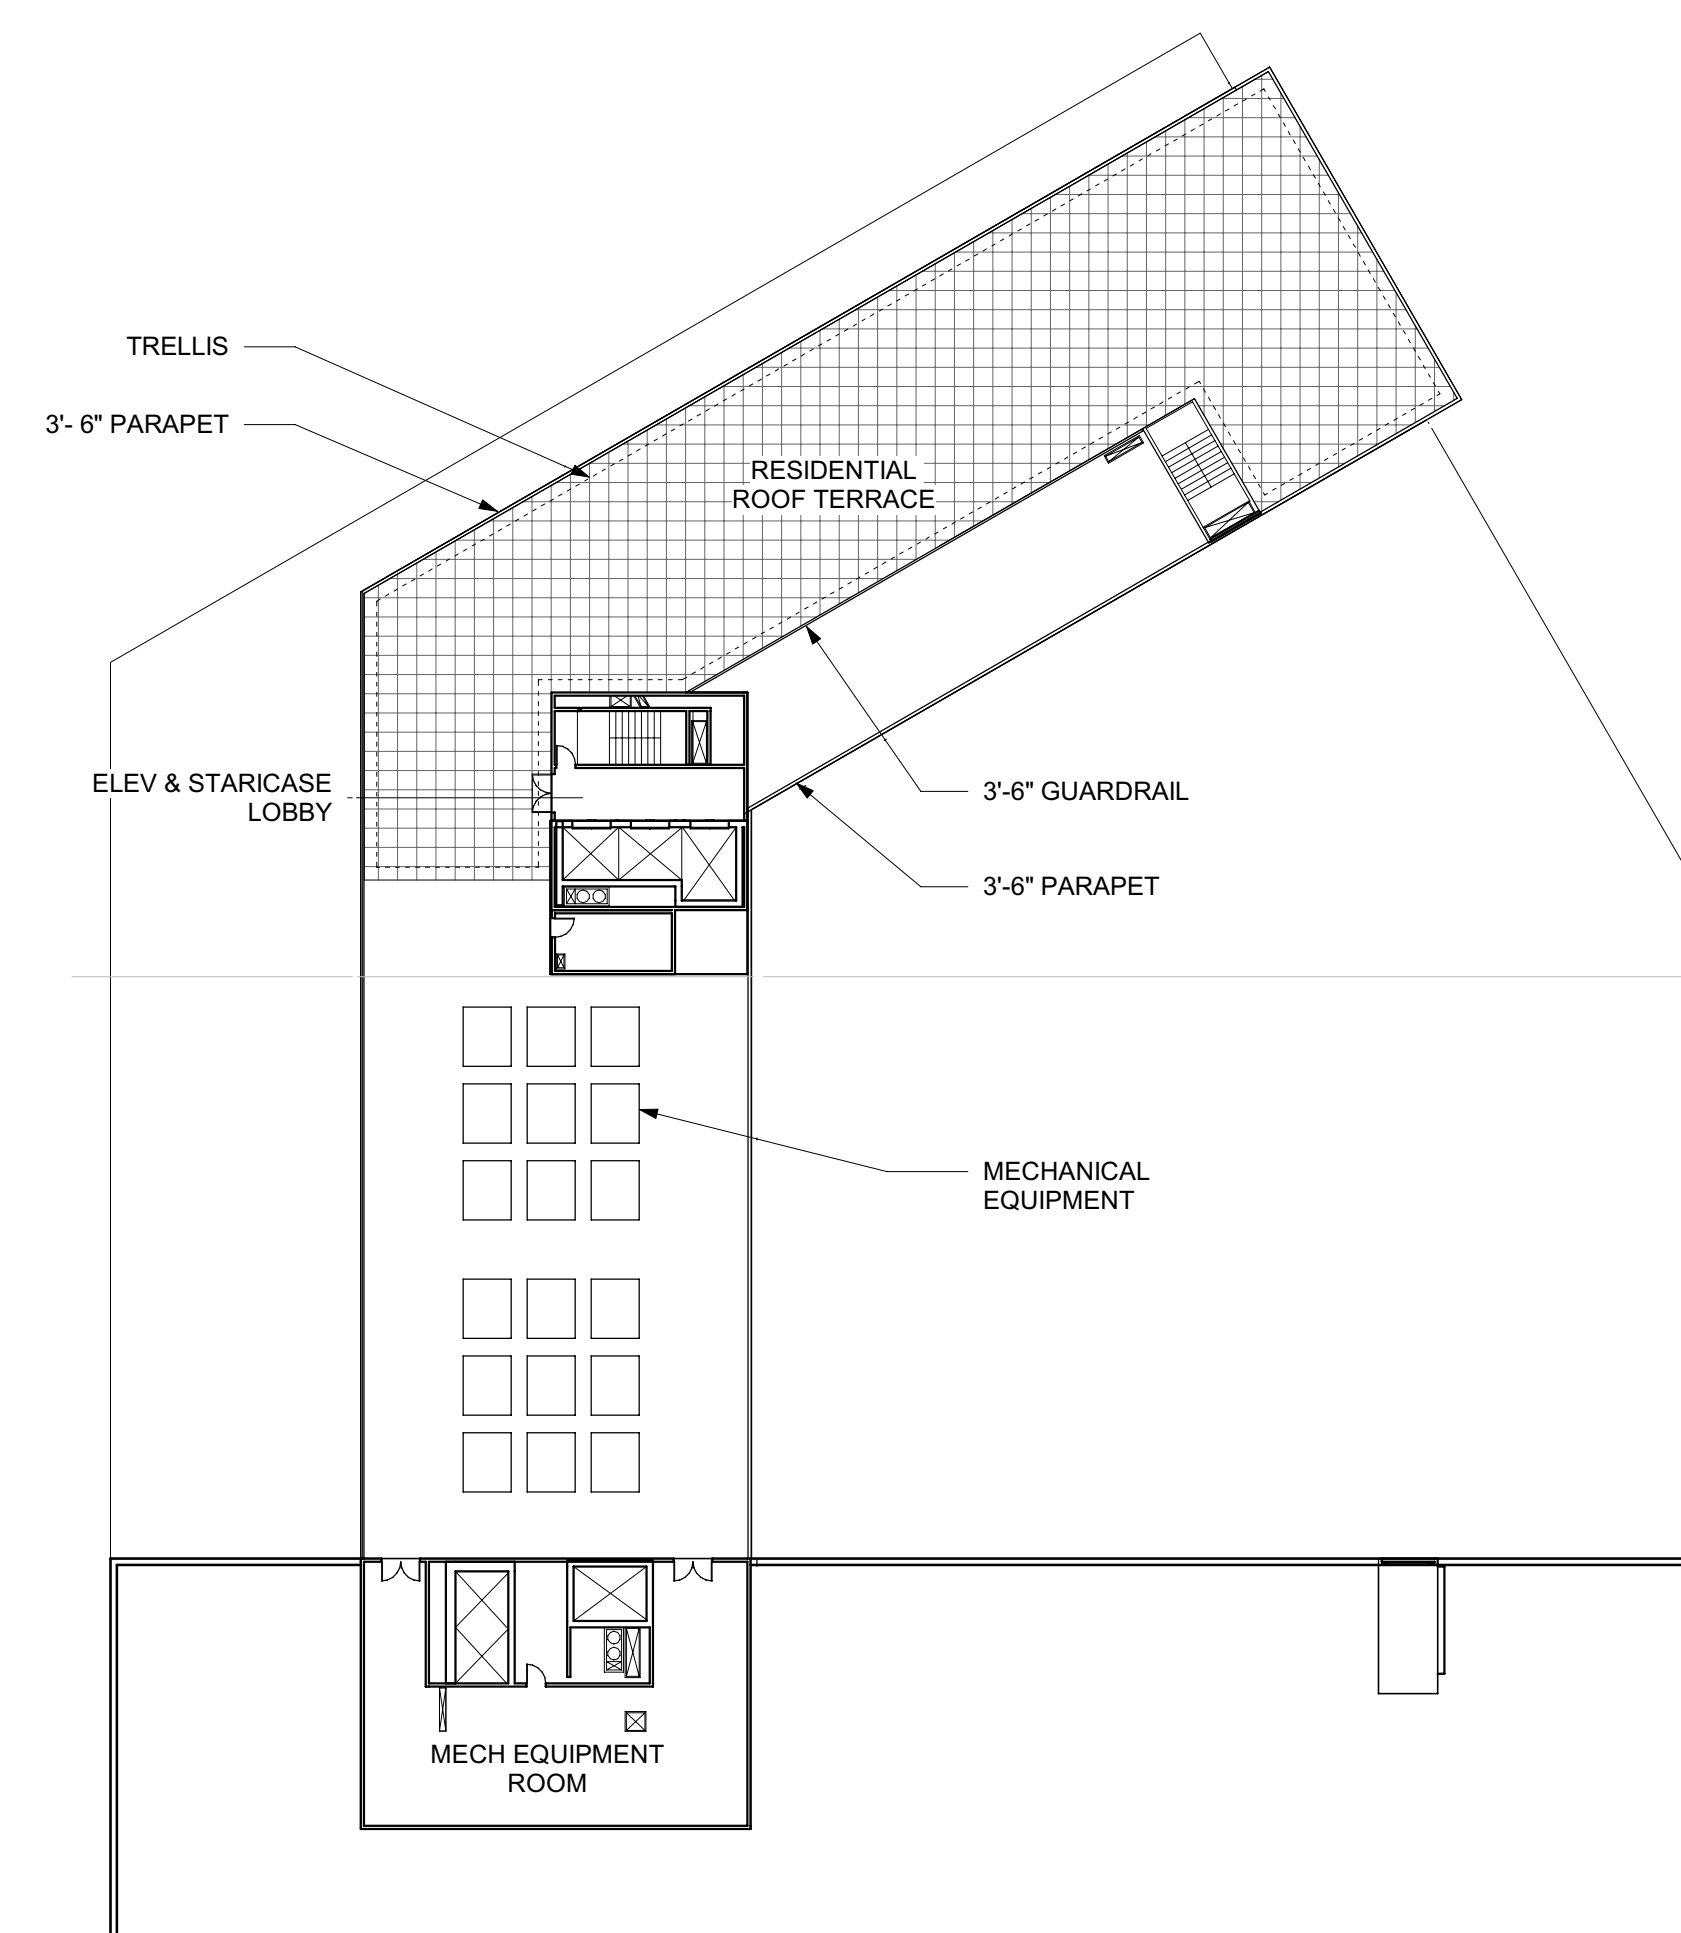 TRELLIS
3'- 6" PARAPET
RESIDENTIAL
ROOF TERRACE
ELEV & STARICASE
LOBBY
3'-6" GUARDRAIL
3'-6" PARAPET
MECHANICAL
EQUIPMENT
MECH EQUIPMENT
ROOM